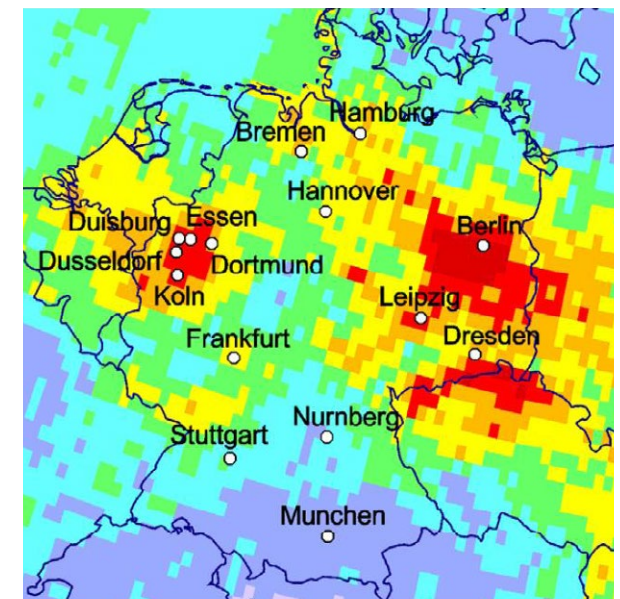 Hamburg
Bremen
Hannover
Duisburg
Essen
Berlin
Dusseldorf
Dortmund
Koln
Leipzig
Frankfurt
Dresden
Nurnberg
Stuttgart
Munchen